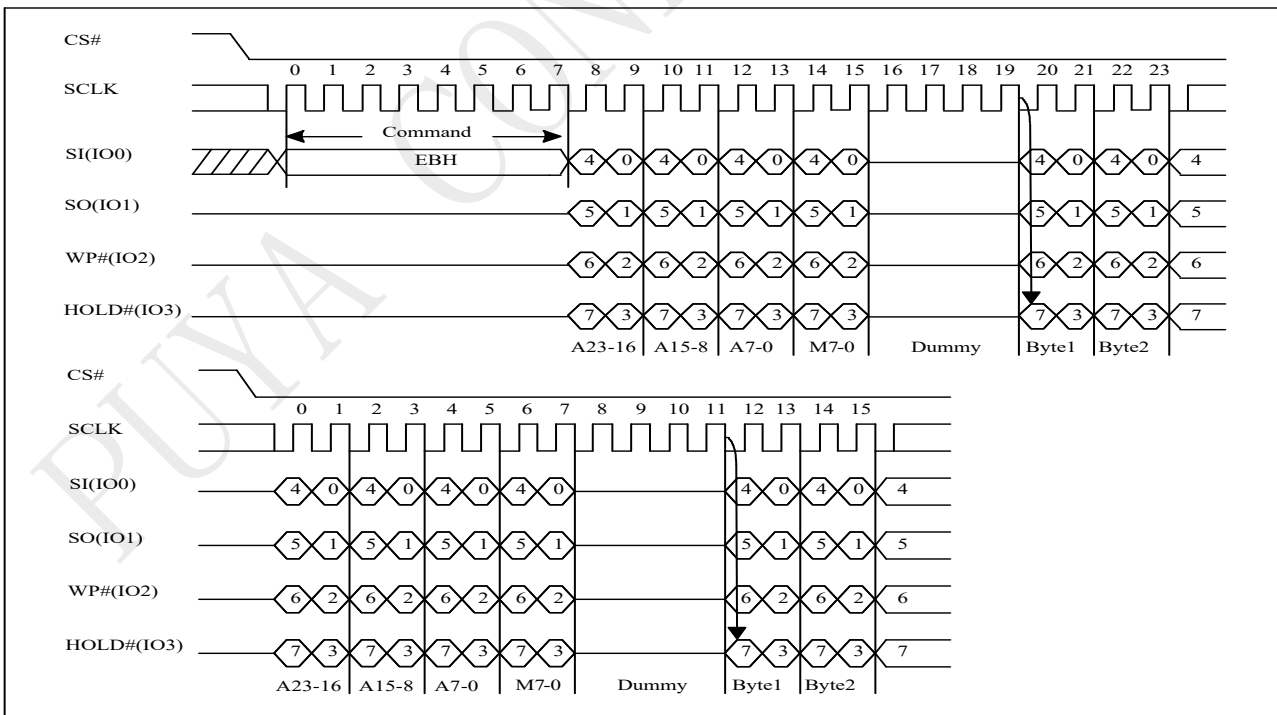 PUYA CON
CS#
0 1 2 3 4 5 6 7 8 9 10 11 12 13 14 15 16 17 18 19 20 21 22 23
SCLK
Command
SI(IO0) EBH 4 0 4 0 4 0 4 0 4 0 4 0 4
SO(IO1) 5 1 5 1 5 1 5 1 5 1 5 1 5
WP#(IO2) 6 2 6 2 6 2 6 2 6 2 6 2 6
HOLD#(IO3) 7 3 7 3 7 3 7 3 7 3 7 3 7
A23-16 A15-8 A7-0 M7-0 Dummy Byte1 Byte2
CS#
0 1 2 3 4 5 6 7 8 9 10 11 12 13 14 15
SCLK
SI(IO0) 4 0 4 0 4 0 4 0 4 0 4 0 4
SO(IO1) 5 1 5 1 5 1 5 1 5 1 5 1 5
WP#(IO2) 6 2 6 2 6 2 6 2 6 2 6 2 6
HOLD#(IO3) 7 3 7 3 7 3 7 3 7 3 7 3 7
A23-16 A15-8 A7-0 M7-0 Dummy Byte1 Byte2